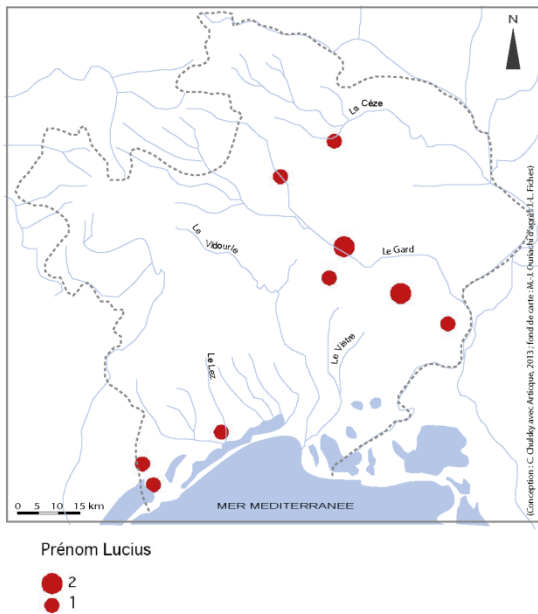 N
La Cèze
Le Vidourle
Le Gard
Le Vistre
Le Lez
0 5 10 15 km
MER MEDITERRANEE
(Conception : C. Chulsky avec Articque, 2013 ; fond de carte : M.-J. Ouriachi d'après J.-L. Fiches)
Prénom Lucius
2
1